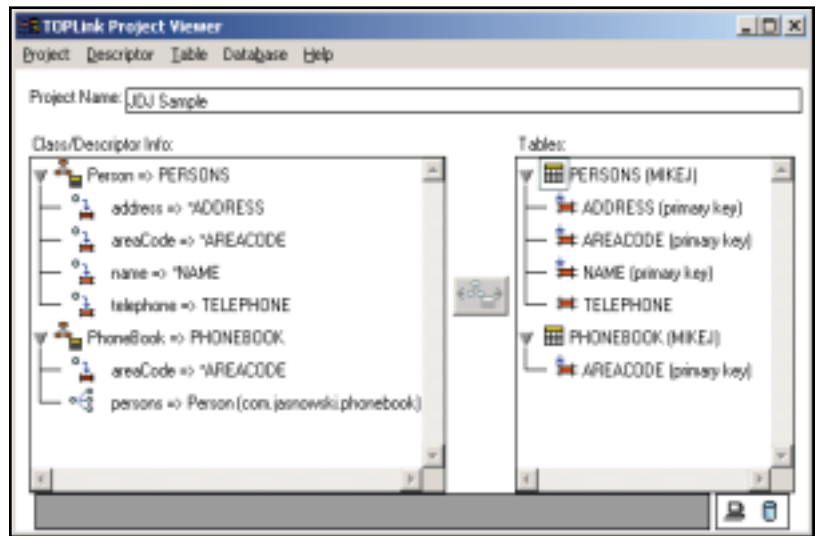 TOPLink Project Viewer
Project Descriptor Table Database Help
Project Name: JDJ Sample
Class/Descriptor Info:
Person => PERSONS
address => *ADDRESS
areaCode => *AREACODE
name => *NAME
telephone => TELEPHONE
PhoneBook => PHONEBOOK
areaCode => *AREACODE
persons => Person (com.jasnowski.phonebook)
Tables:
PERSONS (MIKEJ)
ADDRESS (primary key)
AREACODE (primary key)
NAME (primary key)
TELEPHONE
PHONEBOOK (MIKEJ)
AREACODE (primary key)